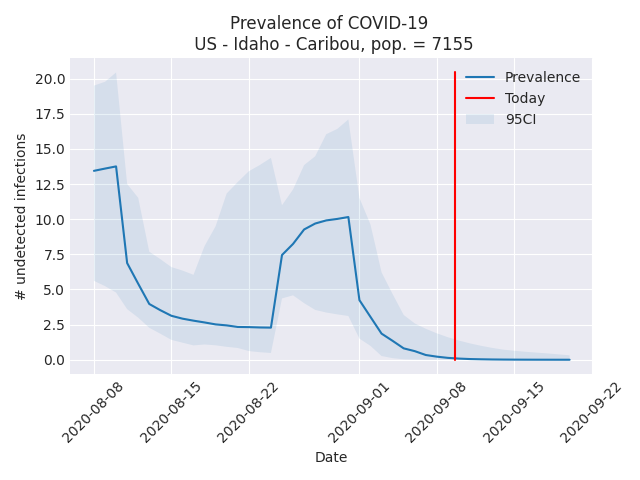 Prevalence of COVID-19
US - Idaho - Caribou, pop. = 7155
20.0
17.5
15.0
12.5
10.0
7.5
5.0
2.5
0.0
# undetected infections
Prevalence
Today
95CI
2020-08-08
2020-08-15
2020-08-22
2020-09-01
2020-09-08
2020-09-15
2020-09-22
Date